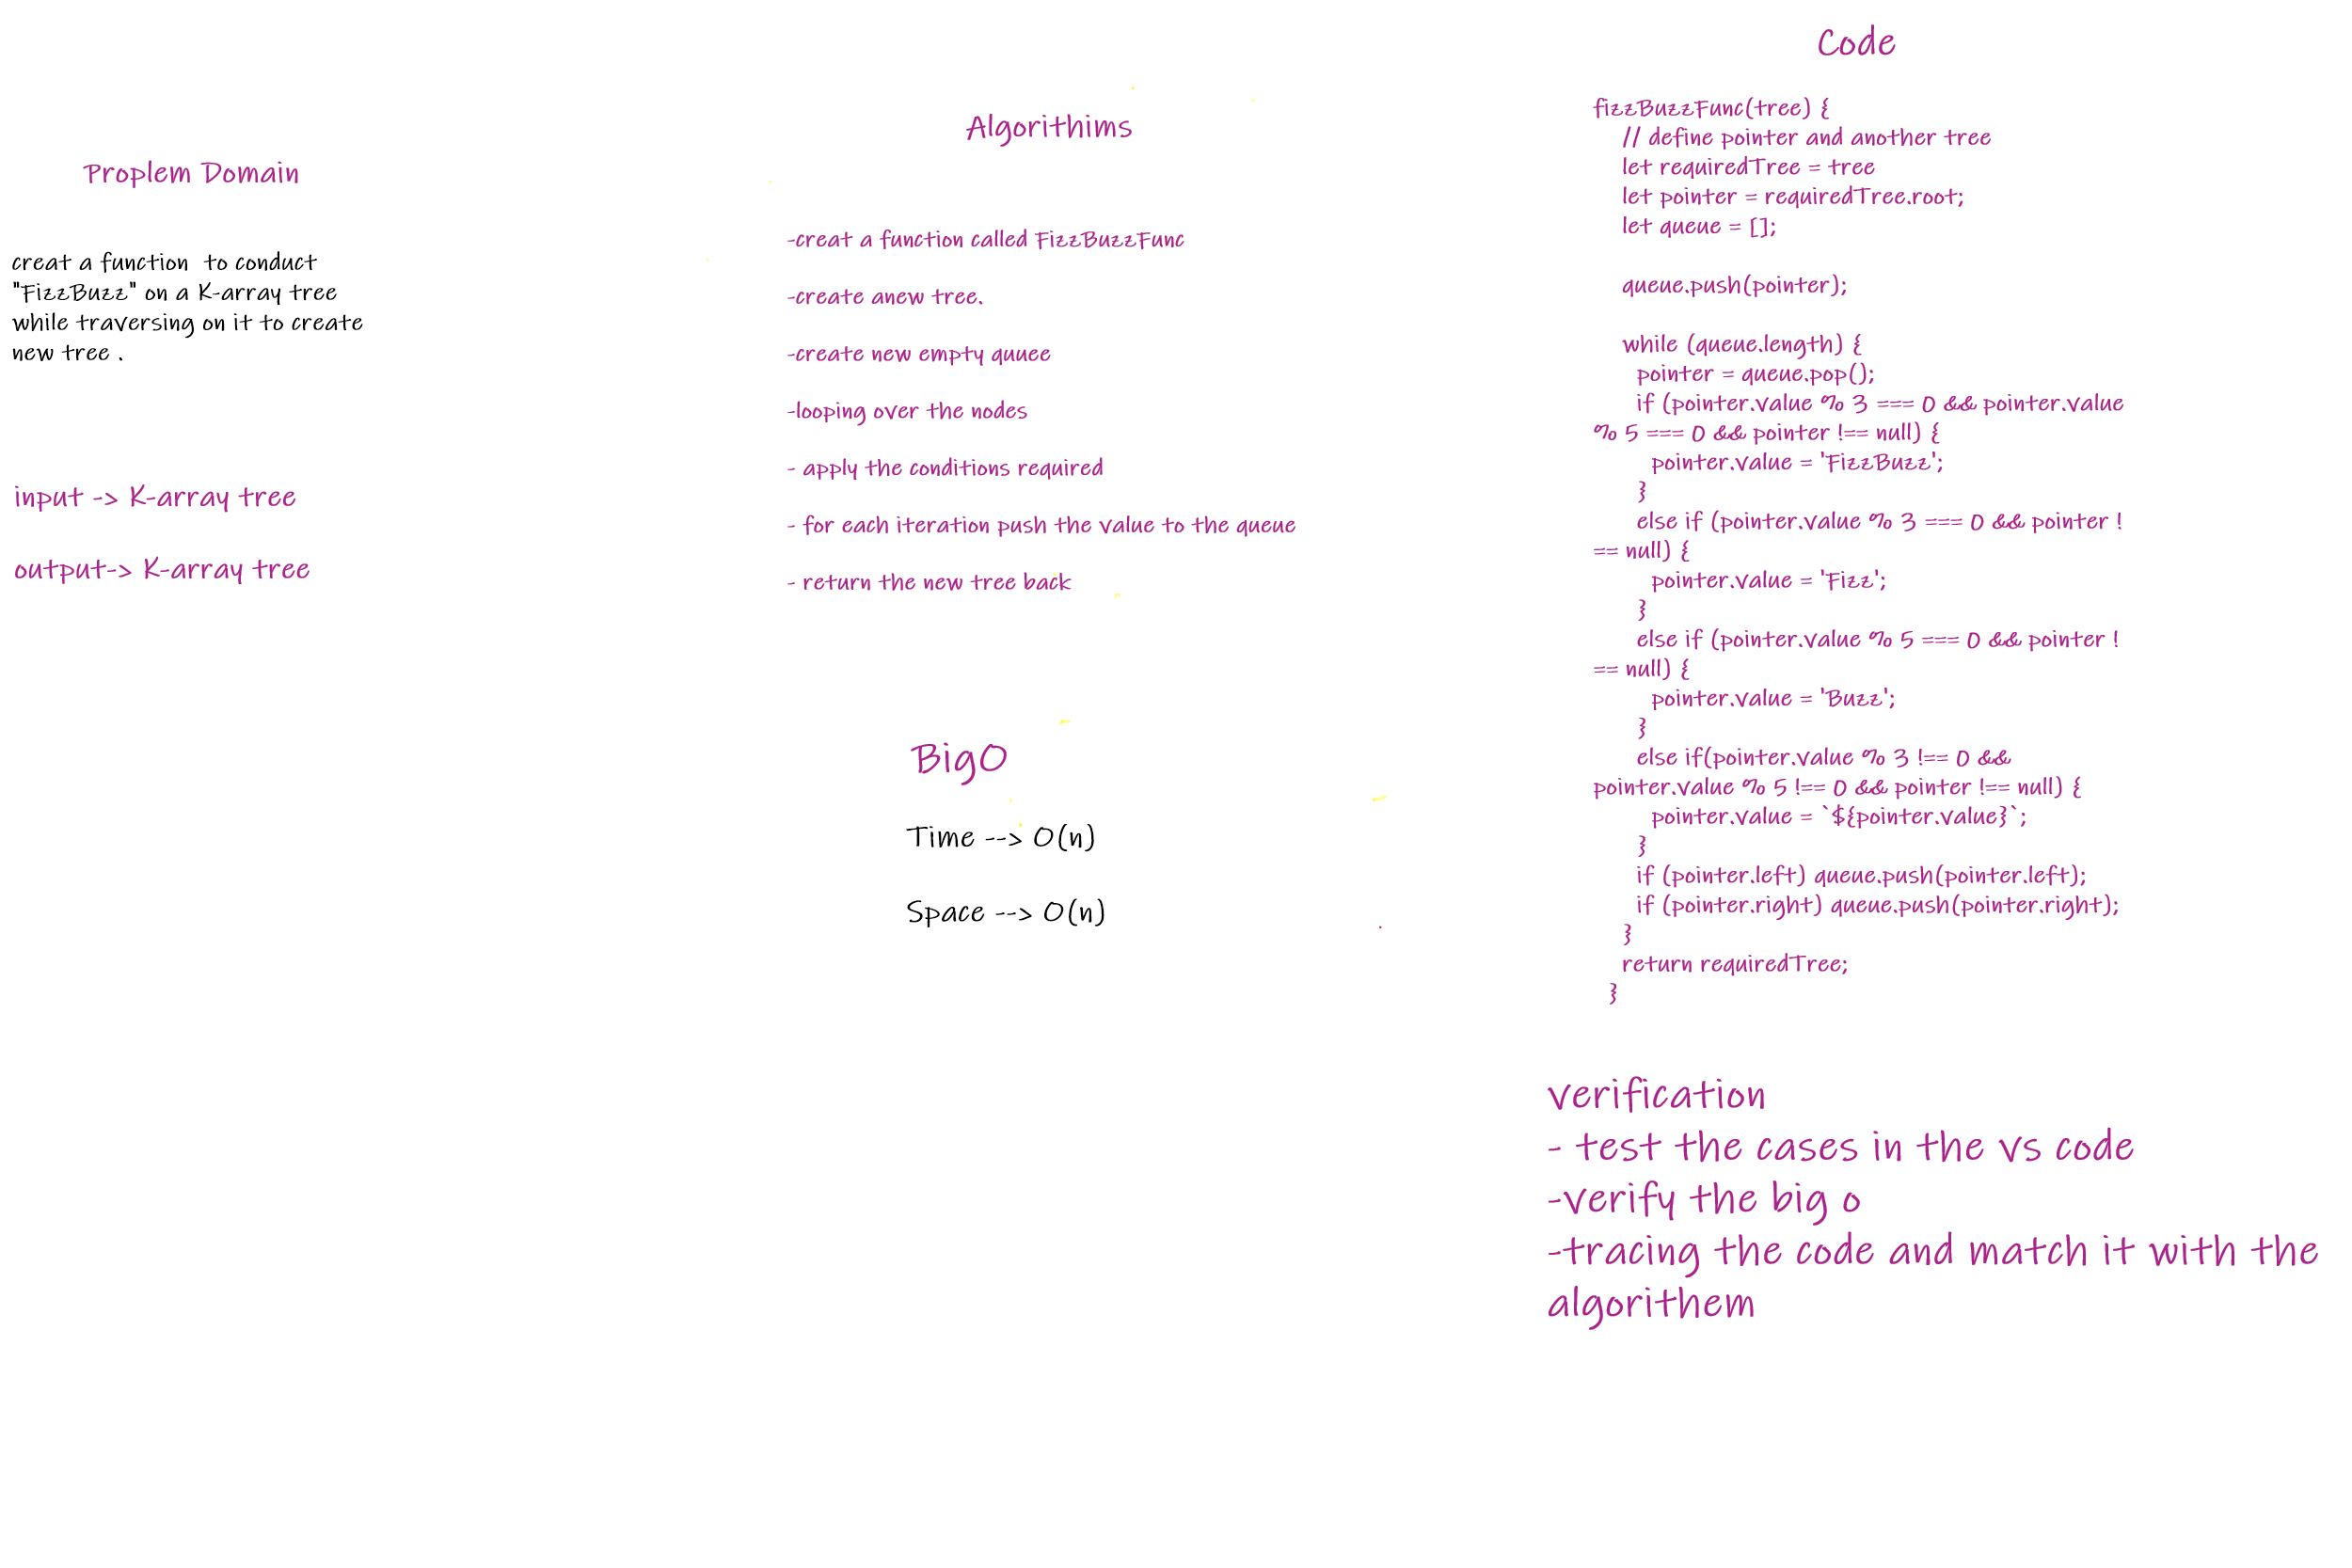 Proplem Domain
creat a function  to conduct
"FizzBuzz" on a K-array tree
while traversing on it to create
new tree .
input -> K-array tree
output-> K-array tree
Algorithims
-creat a function called FizzBuzzFunc
-create anew tree.
-create new empty quuee
-looping over the nodes
- apply the conditions required
- for each iteration push the value to the queue
- return the new tree back
BigO
Time --> O(n)
Space --> O(n)
Code
fizzBuzzFunc(tree) {
// define pointer and another tree
let requiredTree = tree
let pointer = requiredTree.root;
let queue = [];
queue.push(pointer);
while (queue.length) {
pointer = queue.pop();
if (pointer.value % 3 === 0 && pointer.value
% 5 === 0 && pointer !== null) {
pointer.value = 'FizzBuzz';
}
else if (pointer.value % 3 === 0 && pointer !
== null) {
pointer.value = 'Fizz';
}
else if (pointer.value % 5 === 0 && pointer !
== null) {
pointer.value = 'Buzz';
}
else if(pointer.value % 3 !== 0 &&
pointer.value % 5 !== 0 && pointer !== null) {
pointer.value = `${pointer.value}`;
}
if (pointer.left) queue.push(pointer.left);
if (pointer.right) queue.push(pointer.right);
}
return requiredTree;
}
verification
- test the cases in the vs code
-verify the big o
-tracing the code and match it with the
algorithem